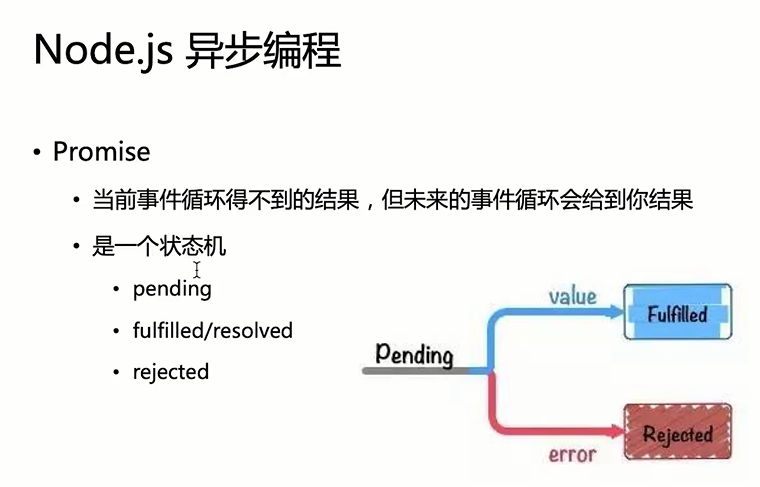 Node.js 异步编程
• Promise
• 当前事件循环得不到的结果，但未来的事件循环会给到你结果
• 是一个状态机
• pending
• fulfilled/resolved
• rejected
Pending
value
Fulfilled
error
Rejected